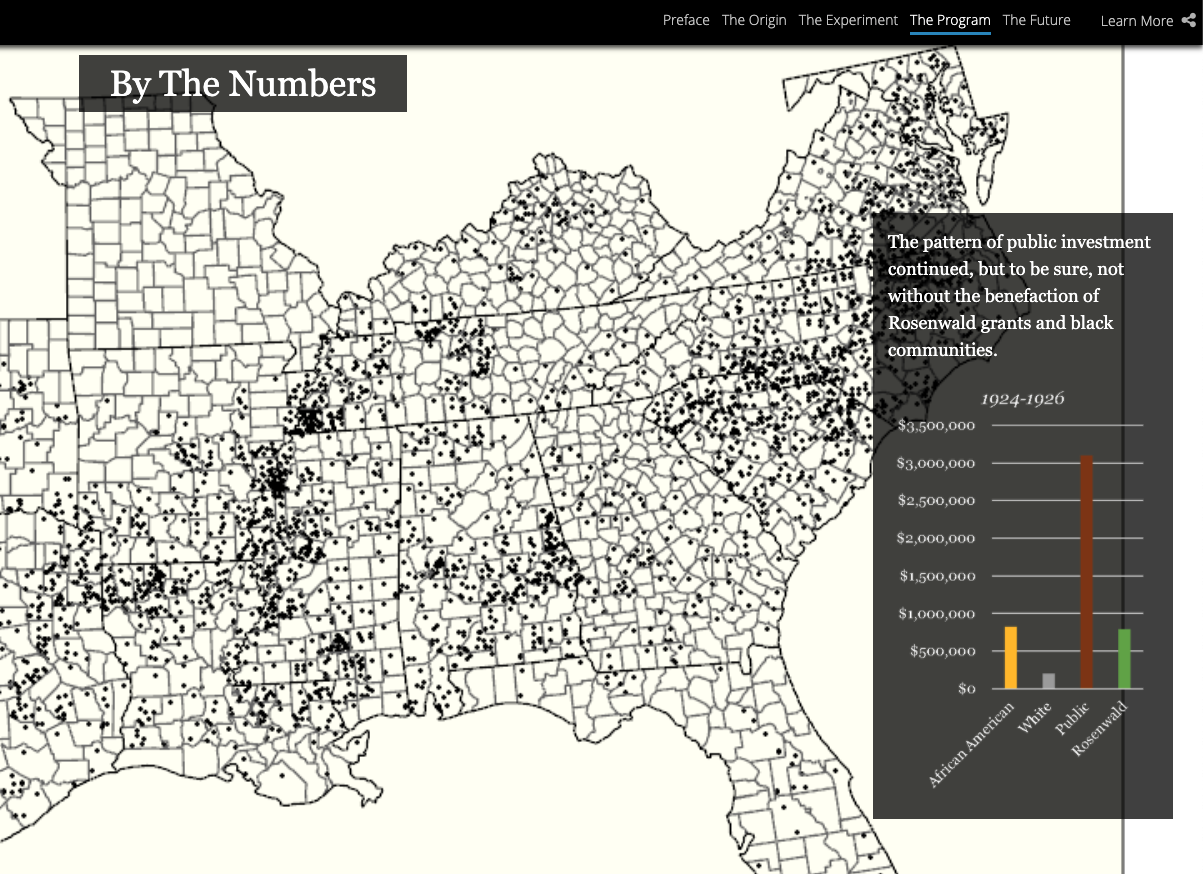 Preface The Origin The Experiment The Program The Future Learn More
By The Numbers
The pattern of public investment
continued, but to be sure, not
without the benefaction of
Rosenwald grants and black
communities.
1924-1926
$3,500,000
$3,000,000
$2,500,000
$2,000,000
$1,500,000
$1,000,000
$500,000
$0
African American
White
Public
Rosenwald